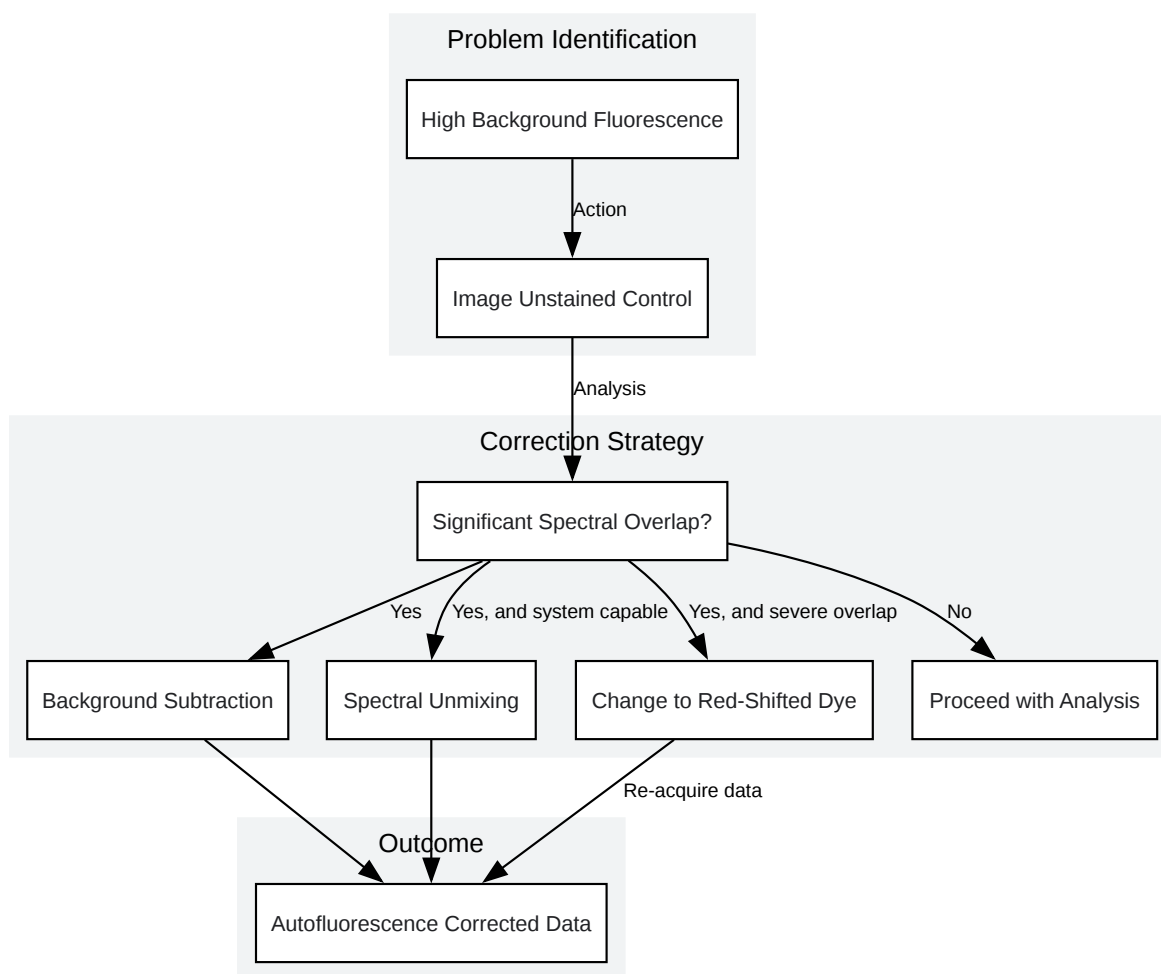 Problem Identification
High Background Fluorescence
Action
Image Unstained Control
Analysis
Correction Strategy
Significant Spectral Overlap?
Yes
Yes, and system capable
Yes, and severe overlap
No
Background Subtraction
Spectral Unmixing
Change to Red-Shifted Dye
Proceed with Analysis
Re-acquire data
Outcome
Autofluorescence Corrected Data